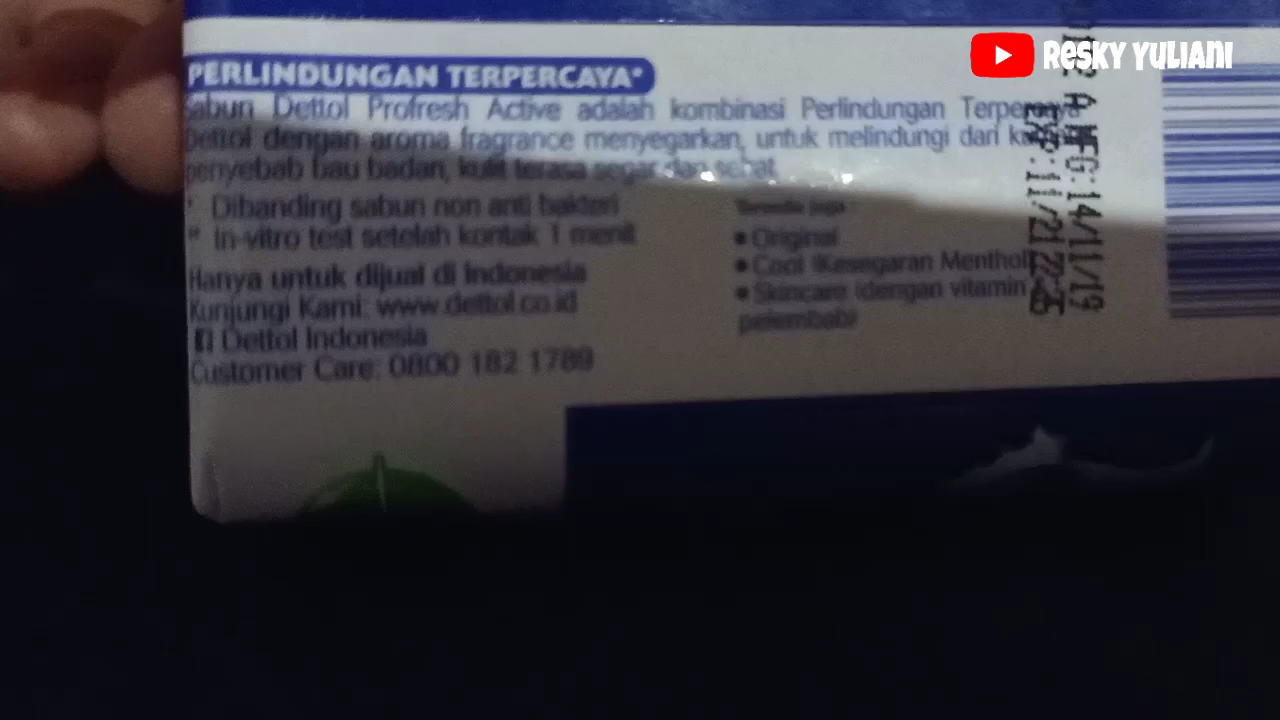 RESKY YULIANI
PERLINDUNGAN TERPERCAYA*
Sabun Dettol Profresh Active adalah kombinasi Perlindungan Terpercaya
Dettol dengan aroma fragrance menyegarkan, untuk melindungi dari
penyebab bau badan, kulit terasa segar dan sehat
* Dibanding sabun non anti bakteri
** In-vitro test setelah kontak 1 menit
Hanya untuk dijual di Indonesia
Kunjungi Kami: www.dettol.co.id
Dettol Indonesia
Customer Care: 0800 182 1789
Tersedia juga :
• Original
• Cool (Kesegaran Menthol)
• Skincare (dengan vitamin
pelembab)
A MFG:14/11/19
EXP:11/21